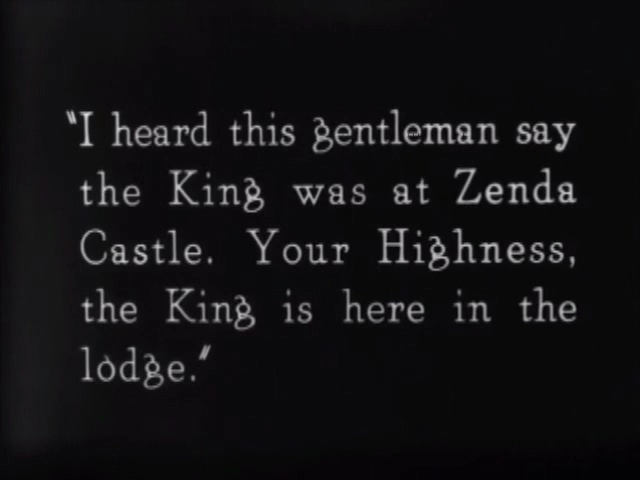 "I heard this gentleman say
the King was at Zenda
Castle. Your Highness,
the King is here in the
lodge."